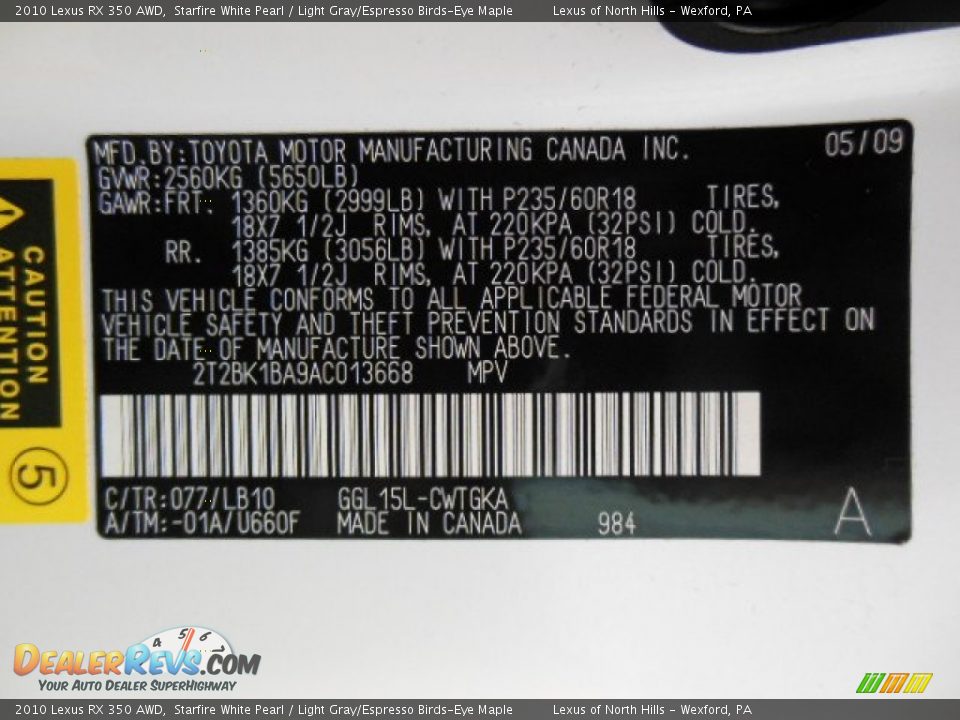 2010 Lexus RX 350 AWD, Starfire White Pearl / Light Gray/Espresso Birds-Eye Maple Lexus of North Hills - Wexford, PA
MFD.BY:TOYOTA MOTOR MANUFACTURING CANADA INC. 05/09
GVWR:2560KG (5650LB)
GAWR:FRT. 1360KG (2999LB) WITH P235/60R18 TIRES,
18X7 1/2J RIMS, AT 220KPA (32PSI) COLD.
RR. 1385KG (3056LB) WITH P235/60R18 TIRES,
18X7 1/2J RIMS, AT 220KPA (32PSI) COLD.
THIS VEHICLE CONFORMS TO ALL APPLICABLE FEDERAL MOTOR
VEHICLE SAFETY AND THEFT PREVENTION STANDARDS IN EFFECT ON
THE DATE OF MANUFACTURE SHOWN ABOVE.
2T2BK1BA9AC013668 MPV
C/TR:077/LB10 GGL15L-CWTGKA
A/TM:-01A/U660F MADE IN CANADA 984 A
CAUTION
ATTENTION
5
4 5 6 7
DEALERREVS.COM
YOUR AUTO DEALER SUPERHIGHWAY
2010 Lexus RX 350 AWD, Starfire White Pearl / Light Gray/Espresso Birds-Eye Maple Lexus of North Hills - Wexford, PA